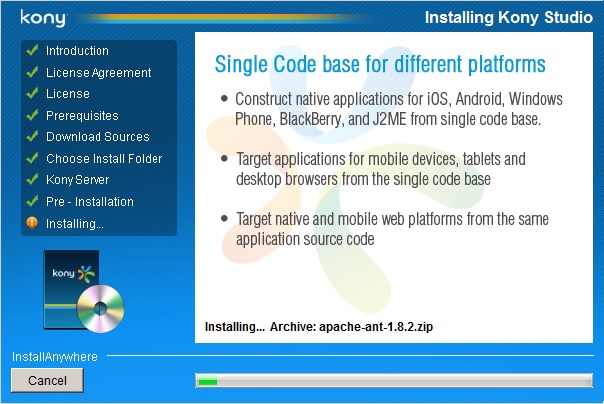 kony
Installing Kony Studio
Introduction
License Agreement
License
Prerequisites
Download Sources
Choose Install Folder
Kony Server
Pre - Installation
Installing...
kony
Single Code base for different platforms
• Construct native applications for iOS, Android, Windows
Phone, BlackBerry, and J2ME from single code base.
• Target applications for mobile devices, tablets and
desktop browsers from the single code base
• Target native and mobile web platforms from the same
application source code
Installing... Archive: apache-ant-1.8.2.zip
InstallAnywhere
Cancel